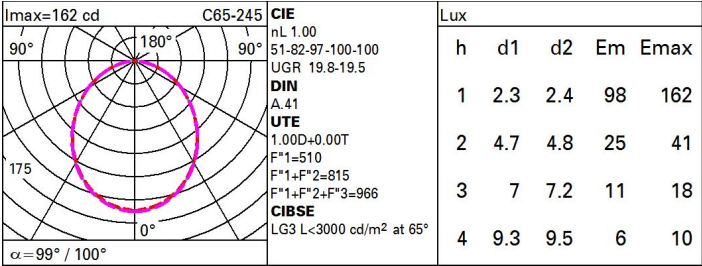 Imax=162 cd C65-245
90° 180° 90°
175
0°
α=99° / 100°
CIE
nL 1.00
51-82-97-100-100
UGR 19.8-19.5
DIN
A.41
UTE
1.00D+0.00T
F"1=510
F"1+F"2=815
F"1+F"2+F"3=966
CIBSE
LG3 L<3000 cd/m² at 65°
Lux
h d1 d2 Em Emax
1 2.3 2.4 98 162
2 4.7 4.8 25 41
3 7 7.2 11 18
4 9.3 9.5 6 10